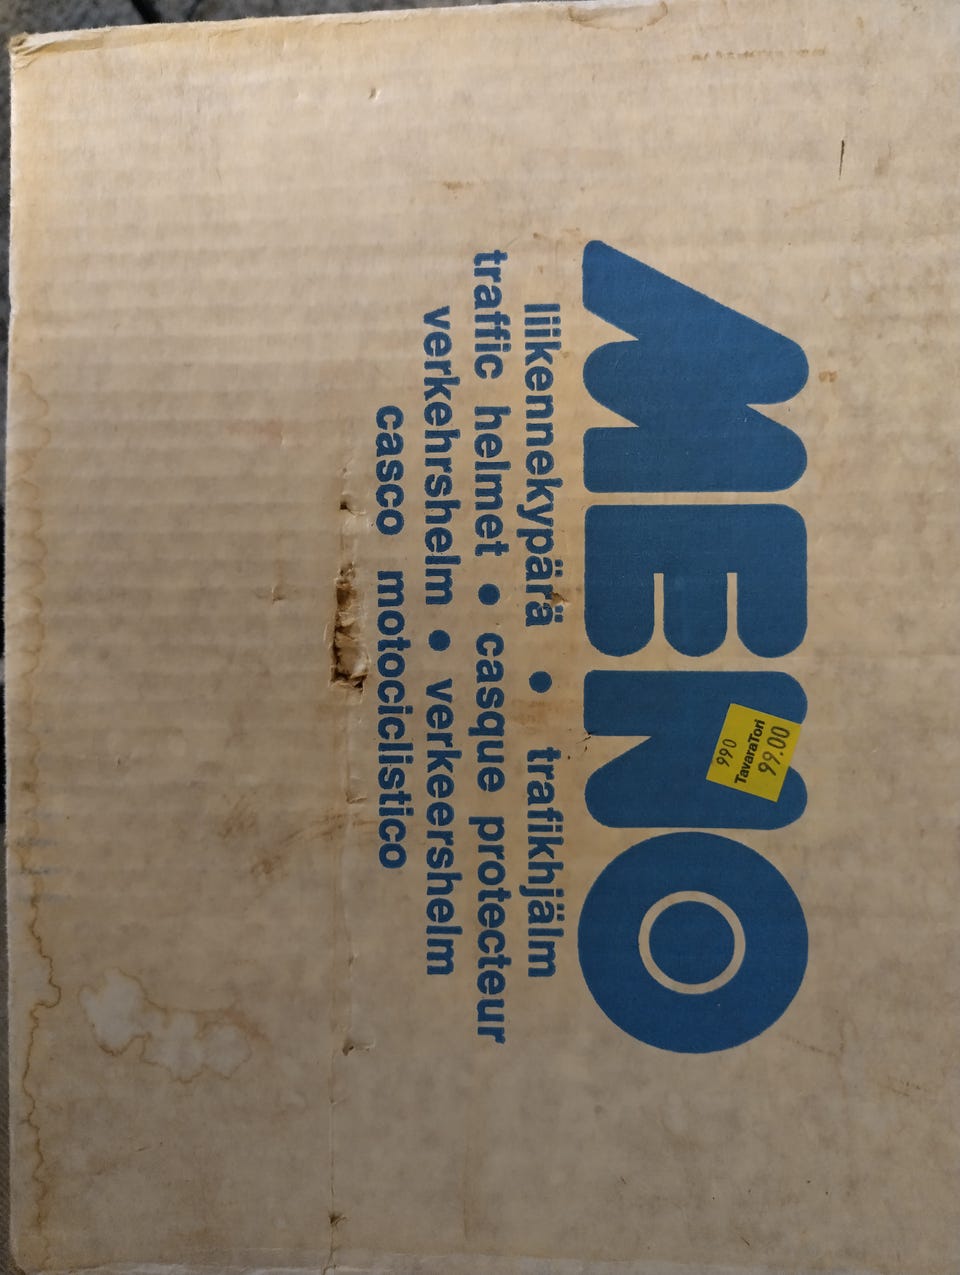 MENO
990
TavaraTori
99.00
liikennekypärä • trafikhjälm
traffic helmet • casque protecteur
verkehrshelm • verkeershelm
casco motociclistico